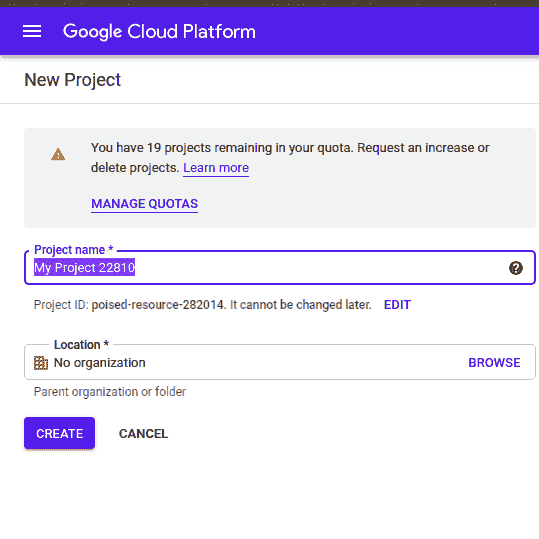 Google Cloud Platform
New Project
You have 19 projects remaining in your quota. Request an increase or
delete projects. Learn more
MANAGE QUOTAS
Project name *
My Project 22810
Project ID: poised-resource-282014. It cannot be changed later. EDIT
Location *
No organization BROWSE
Parent organization or folder
CREATE CANCEL